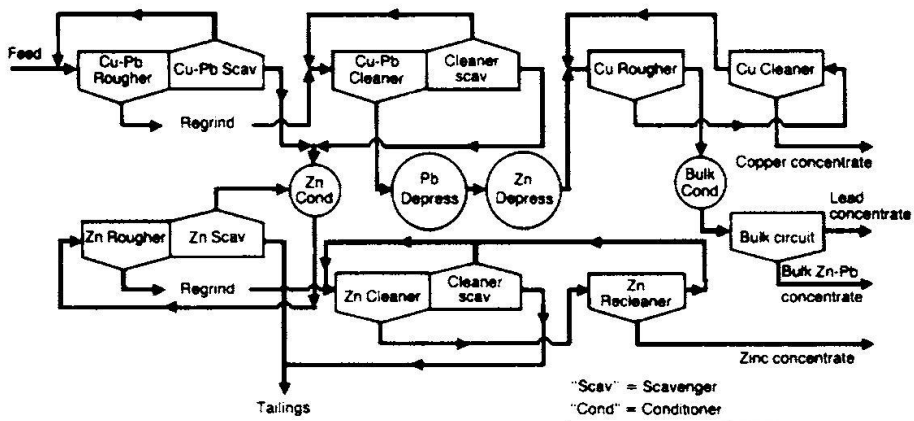 Feed
Cu-Pb
Rougher
Cu-Pb Scav
Cu-Pb
Cleaner
Cleaner
scav
Cu Rougher
Cu Cleaner
Regrind
Copper concentrate
Zn
Cond
Pb
Depress
Zn
Depress
Bulk
Cond
Lead
concentrate
Zn Rougher
Zn Scav
Bulk circuit
Regrind
Zn Cleaner
Cleaner
scav
Zn
Recleaner
Bulk Zn-Pb
concentrate
Zinc concentrate
Tailings
"Scav" = Scavenger
"Cond" = Conditioner